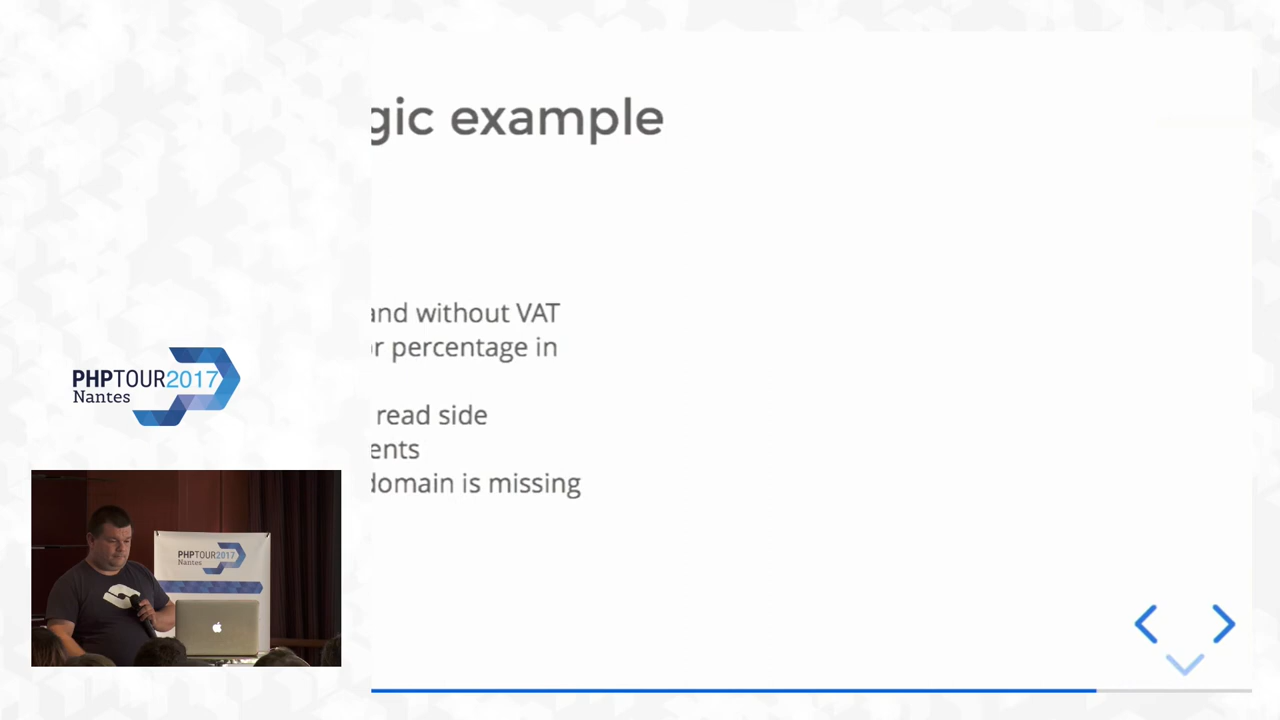 gic example
and without VAT
r percentage in
read side
ents
domain is missing
PHPTOUR2017
Nantes
PHPTOUR2017
Nantes